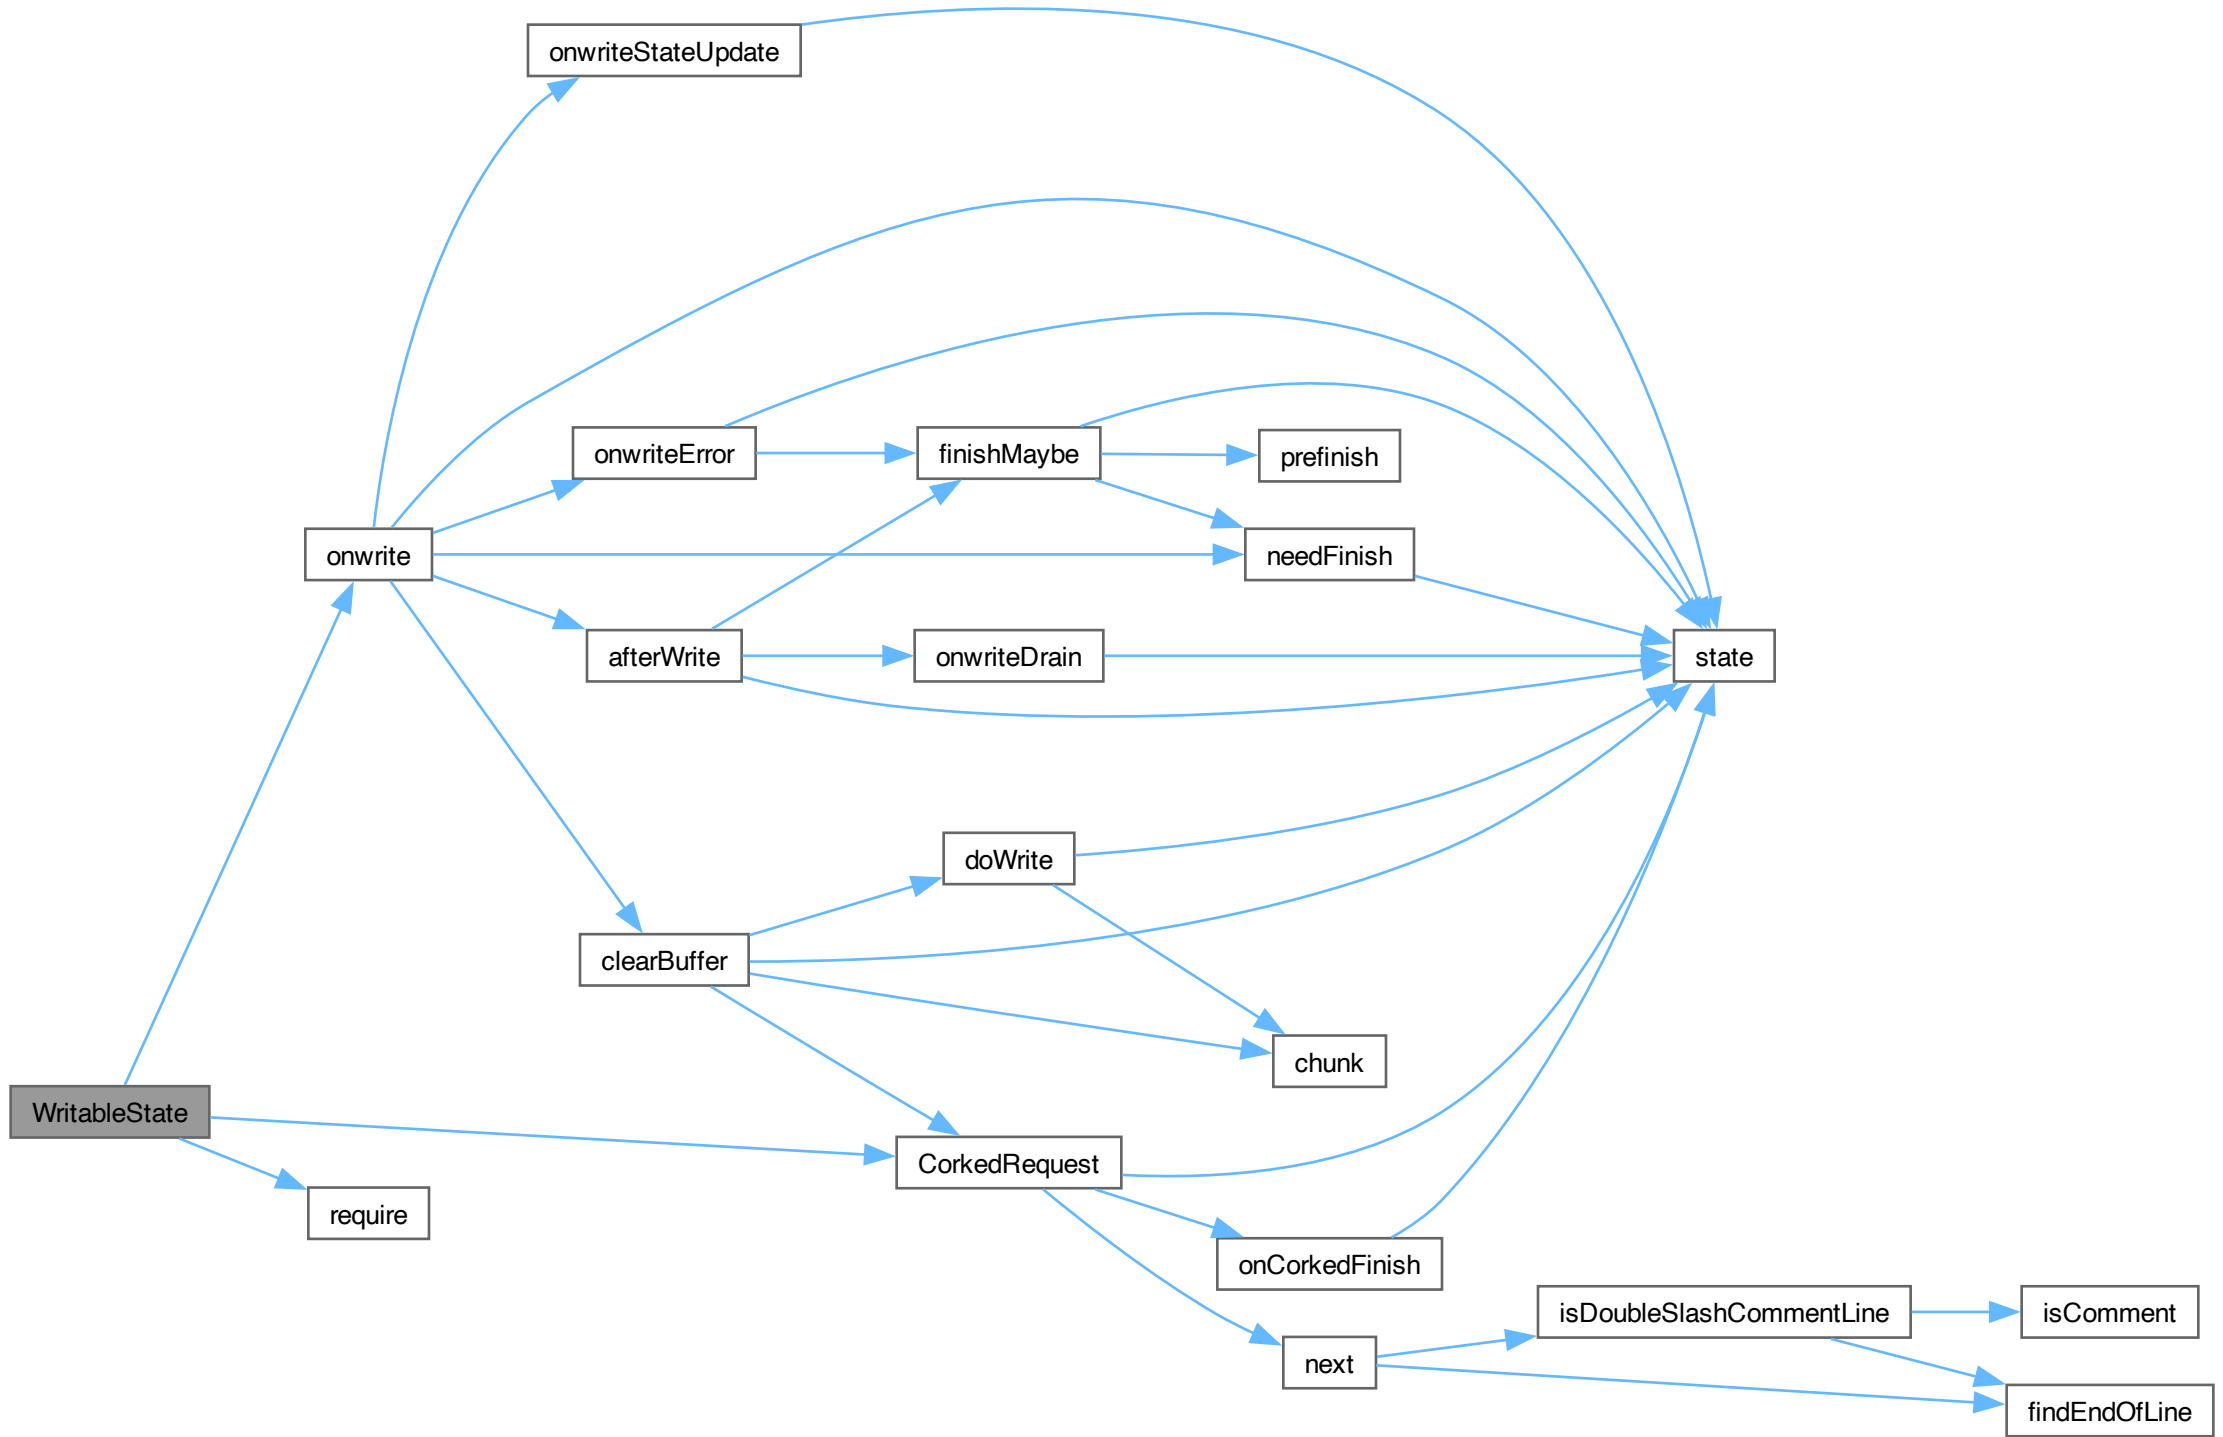 onwriteStateUpdate
onwriteError
finishMaybe
prefinish
onwrite
needFinish
afterWrite
onwriteDrain
state
doWrite
clearBuffer
chunk
WritableState
CorkedRequest
require
onCorkedFinish
isDoubleSlashCommentLine
isComment
next
findEndOfLine